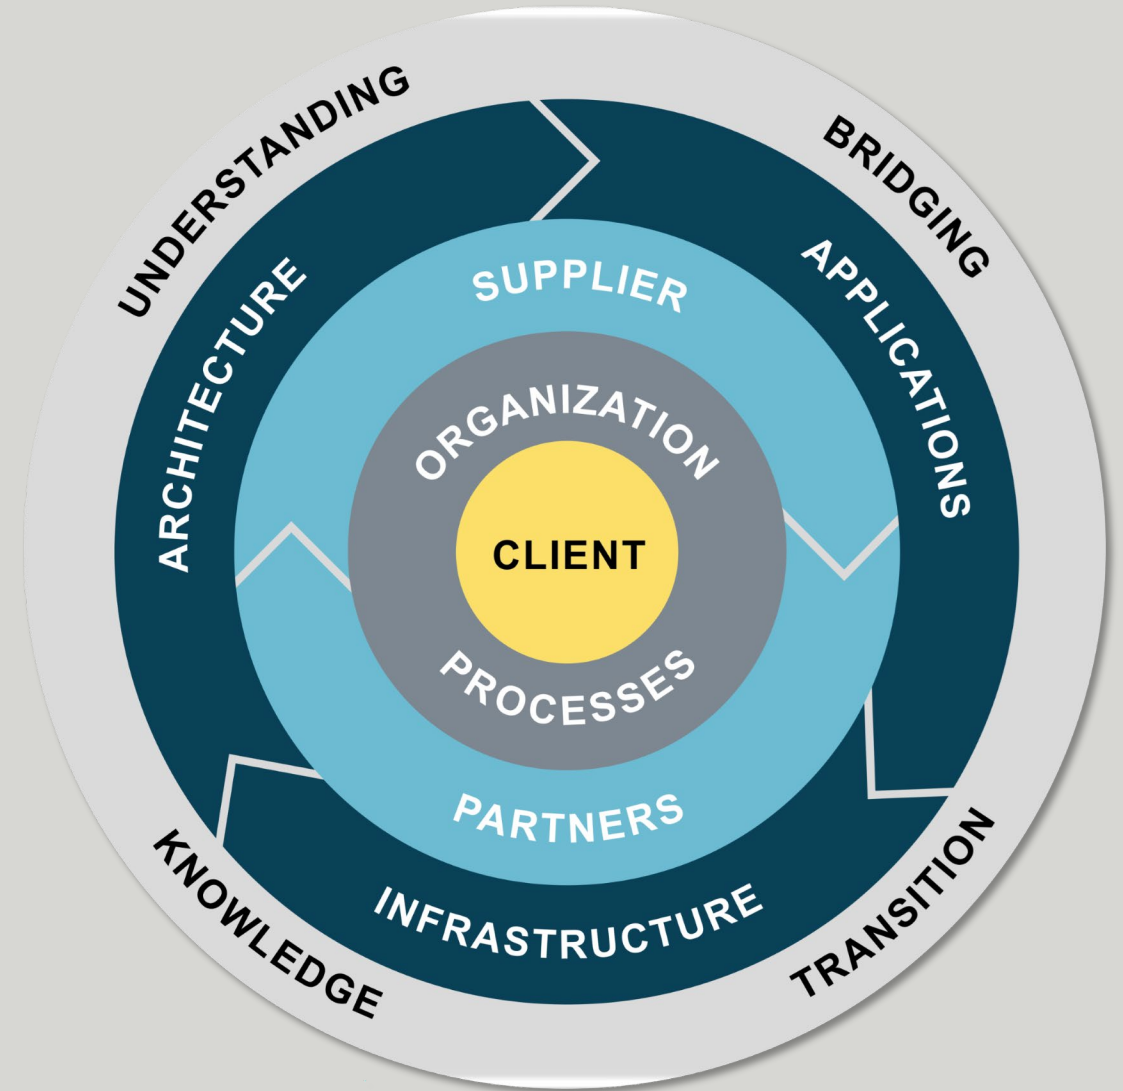 UNDERSTANDING
BRIDGING
ARCHITECTURE
APPLICATIONS
SUPPLIER
ORGANIZATION
CLIENT
PROCESSES
PARTNERS
INFRASTRUCTURE
KNOWLEDGE
TRANSITION